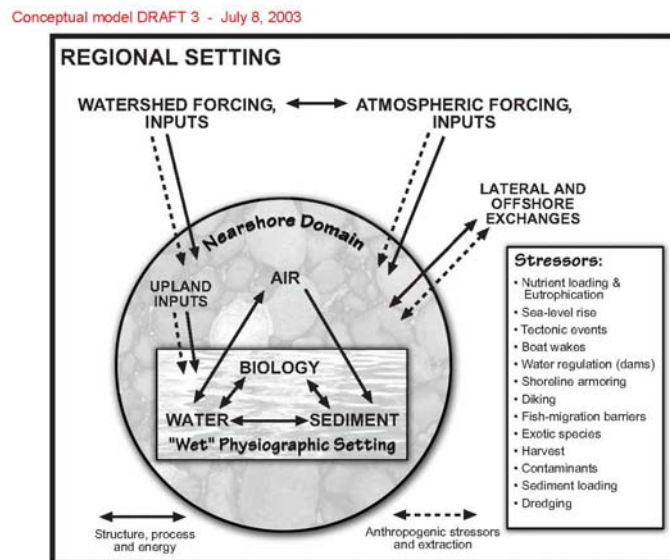 Conceptual model DRAFT 3 - July 8, 2003
REGIONAL SETTING
WATERSHED FORCING,
INPUTS
ATMOSPHERIC FORCING,
INPUTS
LATERAL AND
OFFSHORE
EXCHANGES
Nearshore Domain
AIR
UPLAND
INPUTS
BIOLOGY
WATER
SEDIMENT
"Wet" Physiographic Setting
Stressors:
• Nutrient loading &
Eutrophication
• Sea-level rise
• Tectonic events
• Boat wakes
• Water regulation (dams)
• Shoreline armoring
• Diking
• Fish-migration barriers
• Exotic species
• Harvest
• Contaminants
• Sediment loading
• Dredging
Structure, process
and energy
Anthropogenic stressors
and extraction